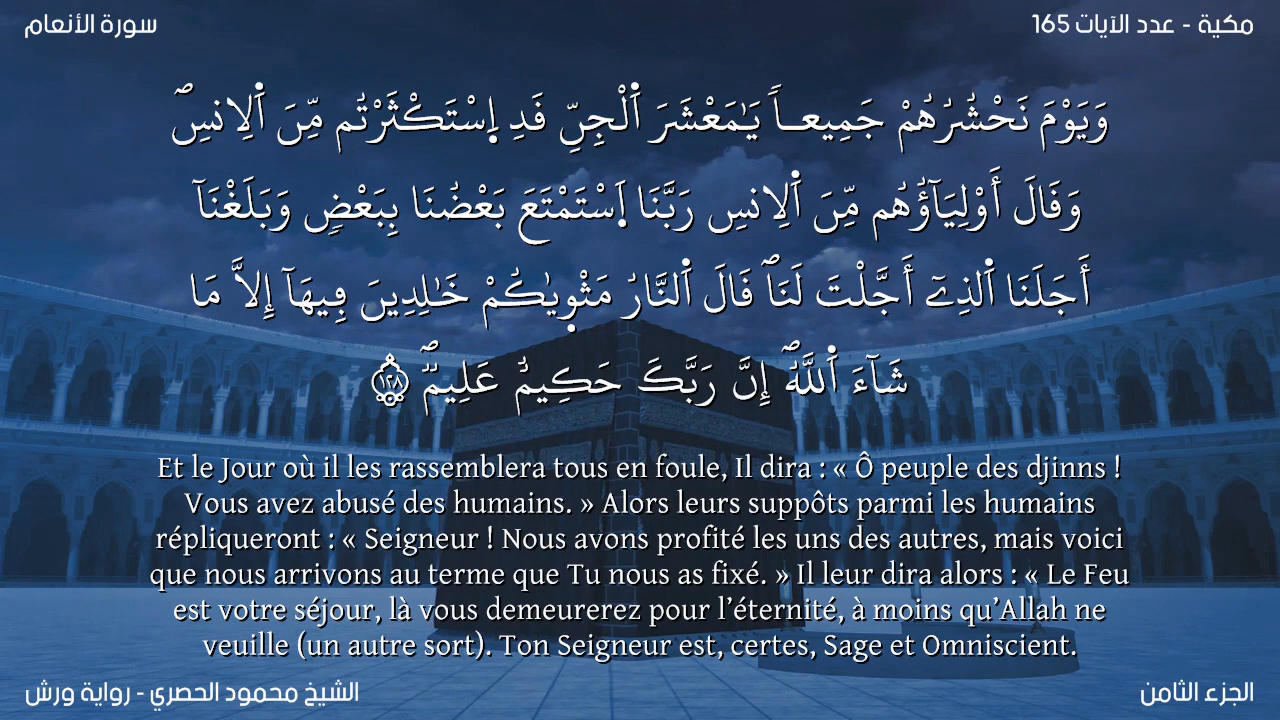 مكية - عدد الآيات 165
سورة الأنعام
وَيَوْمَ نَحْشُرُهُمْ جَمِيعاٗ يَٰمَعْشَرَ اَ۬لْجِنِّ قَدِ اِ۪سْتَكْثَرْتُم مِّنَ اَ۬لِانسِۖ
وَقَالَ أَوْلِيَآؤُهُم مِّنَ اَ۬لِانسِ رَبَّنَا اَ۪سْتَمْتَعَ بَعْضُنَا بِبَعْضٖ وَبَلَغْنَآ
أَجَلَنَا اَ۬لذِےٓ أَجَّلْتَ لَنَاۖ قَالَ اَ۬لنَّارُ مَثْو۪يٰكُمْ خَٰلِدِينَ فِيهَآ إِلَّا مَا
شَآءَ اَ۬للَّهُۖ إِنَّ رَبَّكَ حَكِيمٌ عَلِيمٞۖ ١٢٨
Et le Jour où il les rassemblera tous en foule, Il dira : « Ô peuple des djinns !
Vous avez abusé des humains. » Alors leurs suppôts parmi les humains
répliqueront : « Seigneur ! Nous avons profité les uns des autres, mais voici
que nous arrivons au terme que Tu nous as fixé. » Il leur dira alors : « Le Feu
est votre séjour, là vous demeurerez pour l’éternité, à moins qu’Allah ne
veuille (un autre sort). Ton Seigneur est, certes, Sage et Omniscient.
الجزء الثامن
الشيخ محمود الحصري - رواية ورش